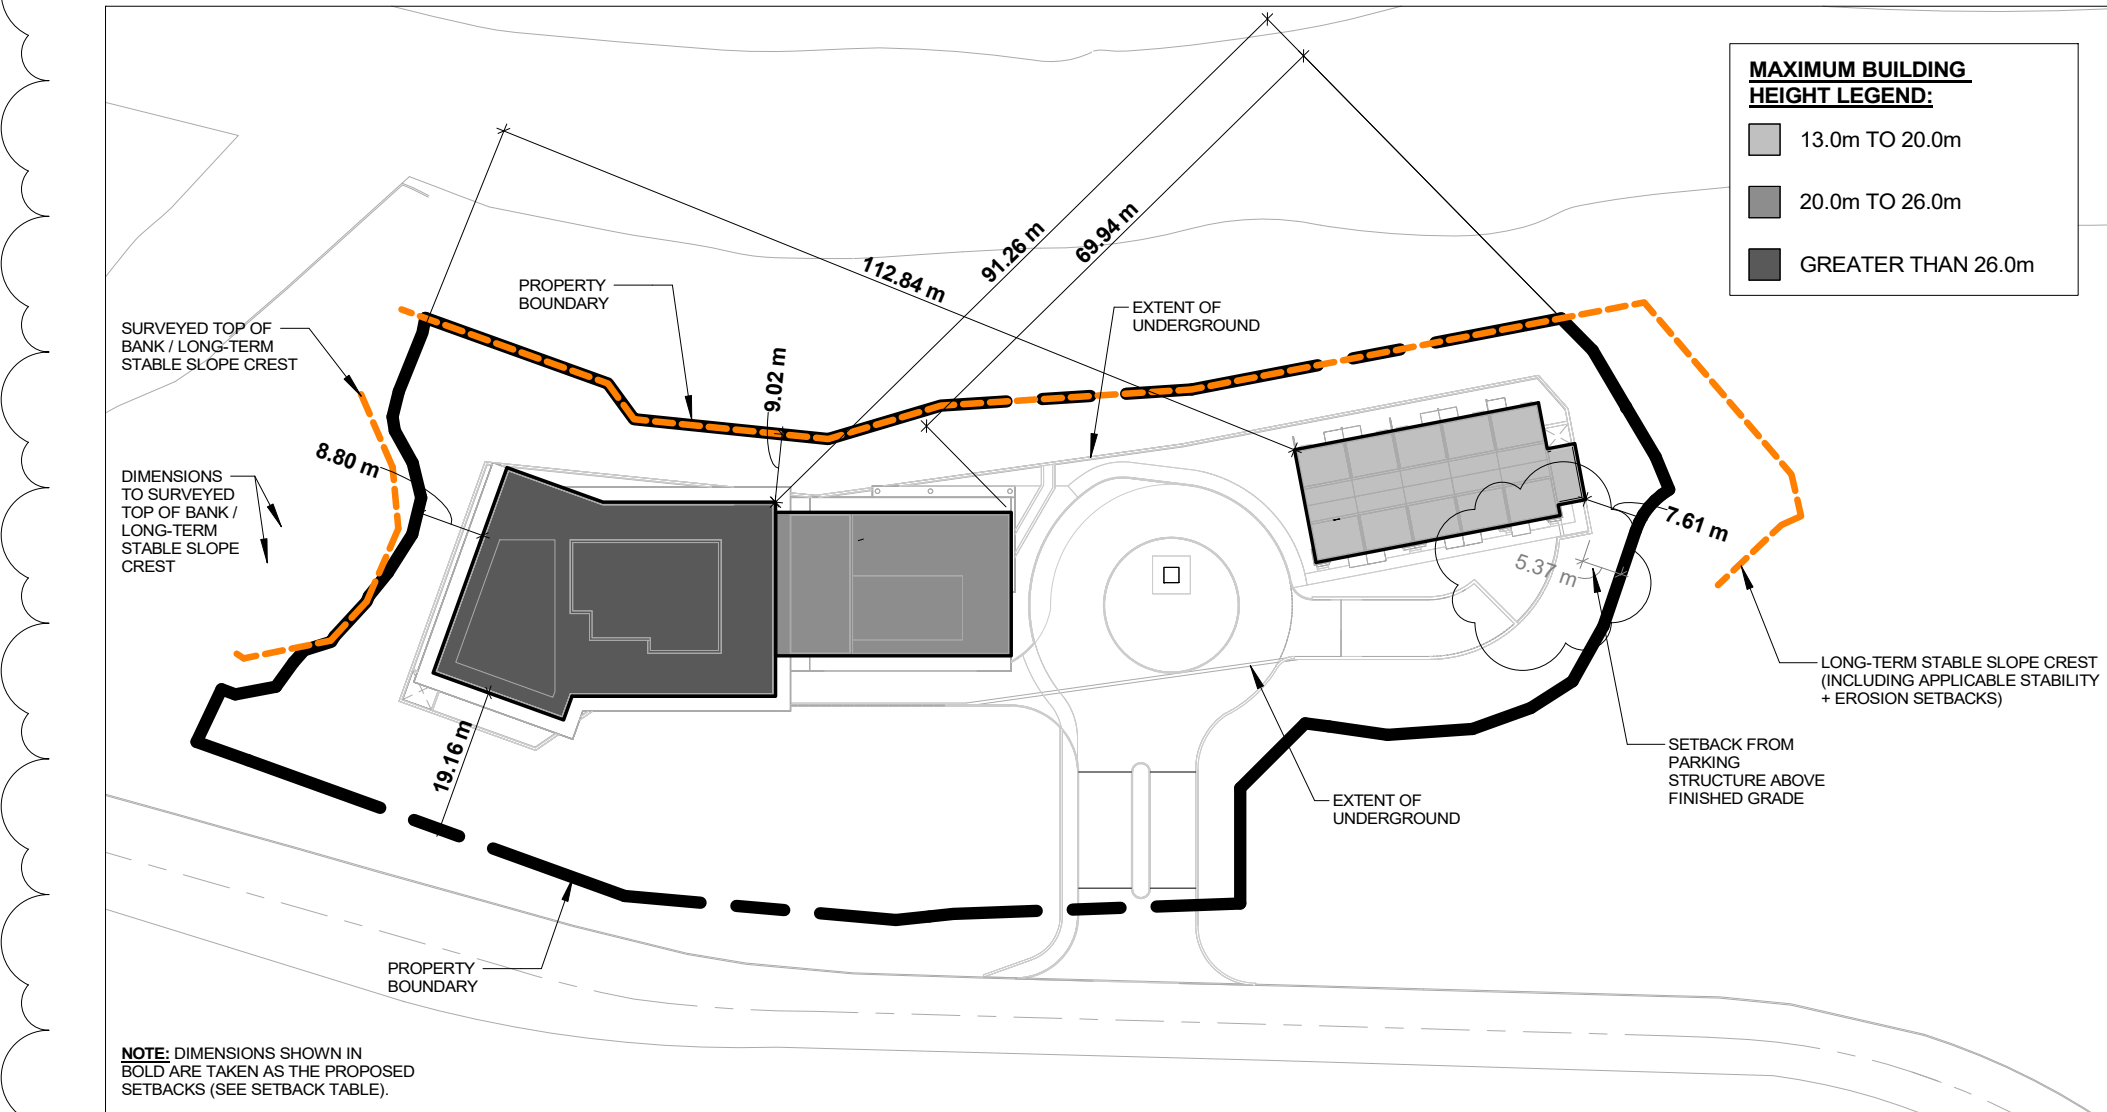 MAXIMUM BUILDING
HEIGHT LEGEND:
13.0m TO 20.0m
20.0m TO 26.0m
GREATER THAN 26.0m
91.26 m
69.94 m
112.84 m
PROPERTY
BOUNDARY
EXTENT OF
UNDERGROUND
SURVEYED TOP OF
BANK / LONG-TERM
STABLE SLOPE CREST
9.02 m
8.80 m
DIMENSIONS
TO SURVEYED
TOP OF BANK /
LONG-TERM
STABLE SLOPE
CREST
7.61 m
5.37 m
LONG-TERM STABLE SLOPE CREST
(INCLUDING APPLICABLE STABILITY
+ EROSION SETBACKS)
19.16 m
SETBACK FROM
PARKING
STRUCTURE ABOVE
FINISHED GRADE
EXTENT OF
UNDERGROUND
PROPERTY
BOUNDARY
NOTE: DIMENSIONS SHOWN IN
BOLD ARE TAKEN AS THE PROPOSED
SETBACKS (SEE SETBACK TABLE).